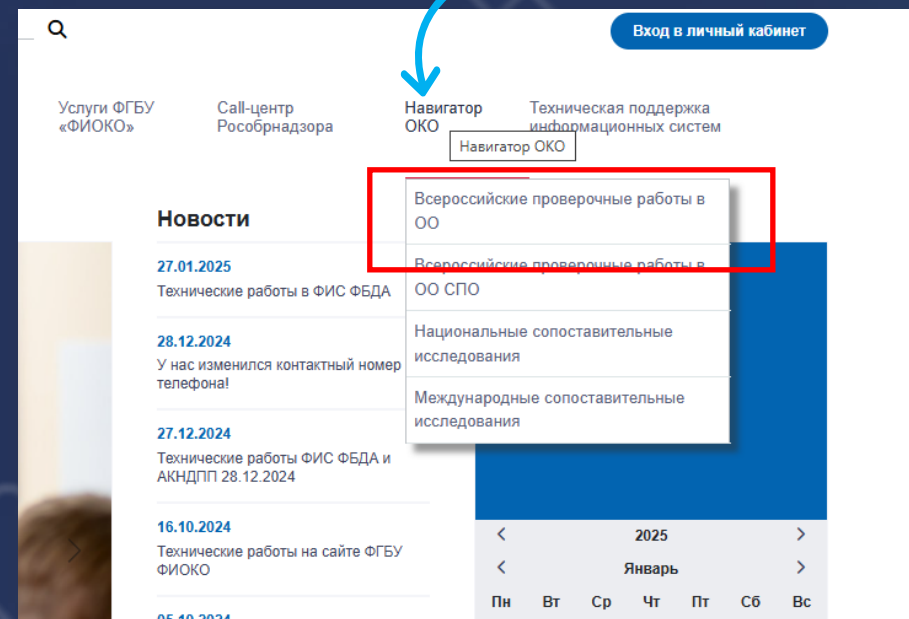 Вход в личный кабинет
Услуги ФГБУ
«ФИОКО»
Call-центр
Рособрнадзора
Навигатор
ОКО
Техническая поддержка
информационных систем
Навигатор ОКО
Всероссийские проверочные работы в
ОО
Всероссийские проверочные работы в
ОО СПО
Национальные сопоставительные
исследования
Международные сопоставительные
исследования
Новости
27.01.2025
Технические работы в ФИС ФБДА
28.12.2024
У нас изменился контактный номер
телефона!
27.12.2024
Технические работы ФИС ФБДА и
АКНДПП 28.12.2024
16.10.2024
Технические работы на сайте ФГБУ
ФИОКО
05.10.2024
2025
Январь
Пн Вт Ср Чт Пт Сб Вс